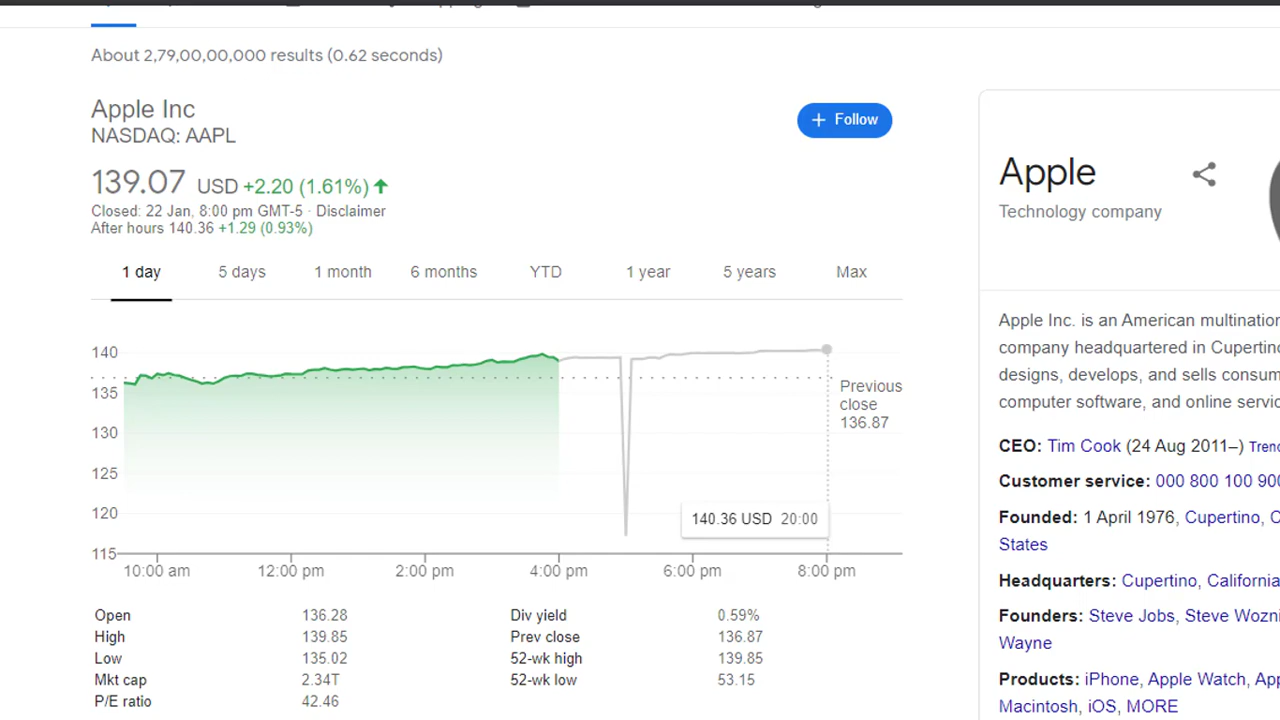 About 2,79,00,00,000 results (0.62 seconds)
Apple Inc
NASDAQ: AAPL
+ Follow
139.07 USD +2.20 (1.61%)
Closed: 22 Jan, 8:00 pm GMT-5 · Disclaimer
After hours 140.36 +1.29 (0.93%)
1 day 5 days 1 month 6 months YTD 1 year 5 years Max
140
135
130
125
120
115
Previous
close
136.87
140.36 USD 20:00
10:00 am 12:00 pm 2:00 pm 4:00 pm 6:00 pm 8:00 pm
Open 136.28 Div yield 0.59%
High 139.85 Prev close 136.87
Low 135.02 52-wk high 139.85
Mkt cap 2.34T 52-wk low 53.15
P/E ratio 42.46
Apple
Technology company
Apple Inc. is an American
company headquartered in
designs, develops, and sells
computer software, and online
CEO: Tim Cook (24 Aug 2011–)
Customer service: 000 800 100
Founded: 1 April 1976, Cupertino,
States
Headquarters: Cupertino, California
Founders: Steve Jobs, Steve
Wayne
Products: iPhone, Apple Watch,
Macintosh, iOS, MORE